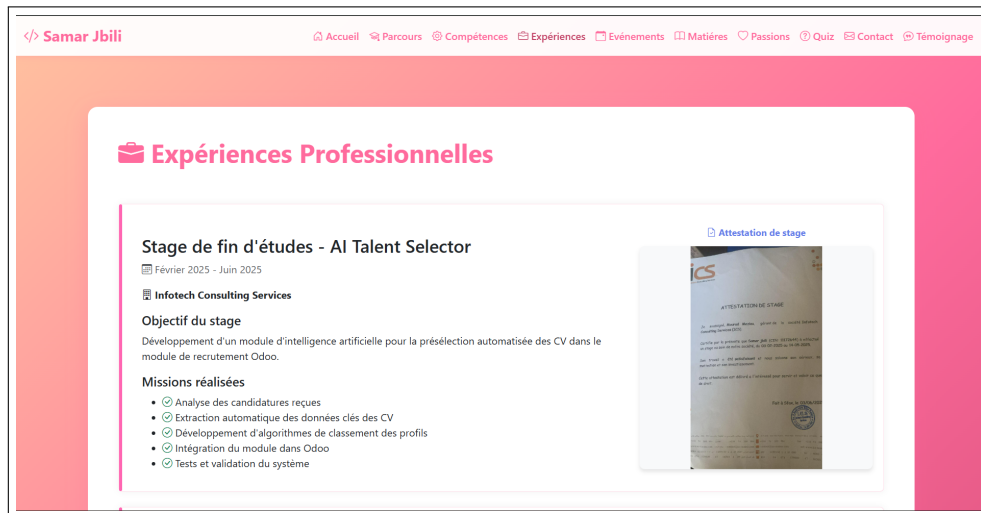 </> Samar Jbili
Accueil Parcours Compétences Expériences Evénements Matiéres Passions Quiz Contact Témoignage
Expériences Professionnelles
Stage de fin d'études - AI Talent Selector
Février 2025 - Juin 2025
Infotech Consulting Services
Objectif du stage
Développement d'un module d'intelligence artificielle pour la présélection automatisée des CV dans le
module de recrutement Odoo.
Missions réalisées
Analyse des candidatures reçues
Extraction automatique des données clés des CV
Développement d'algorithmes de classement des profils
Intégration du module dans Odoo
Tests et validation du système
Attestation de stage
ics
ATTESTATION DE STAGE